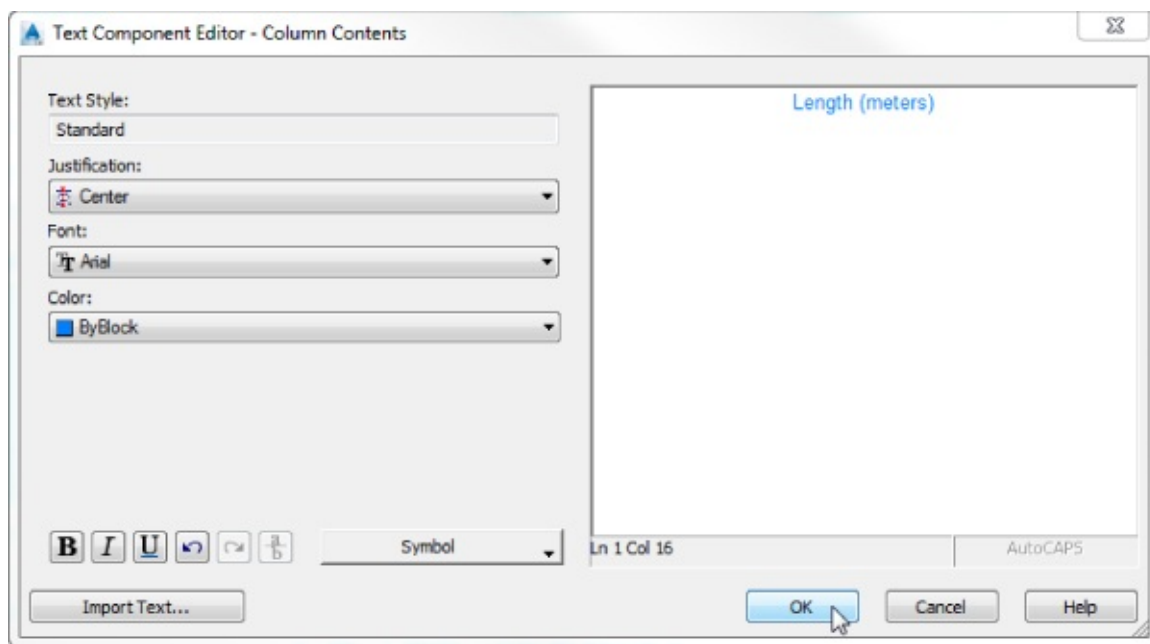 Text Component Editor - Column Contents
Text Style:
Standard
Justification:
Center
Font:
Arial
Color:
ByBlock
B I U
a
b
Symbol
Import Text...
Length (meters)
Ln 1 Col 16
AutoCAPS
OK
Cancel
Help